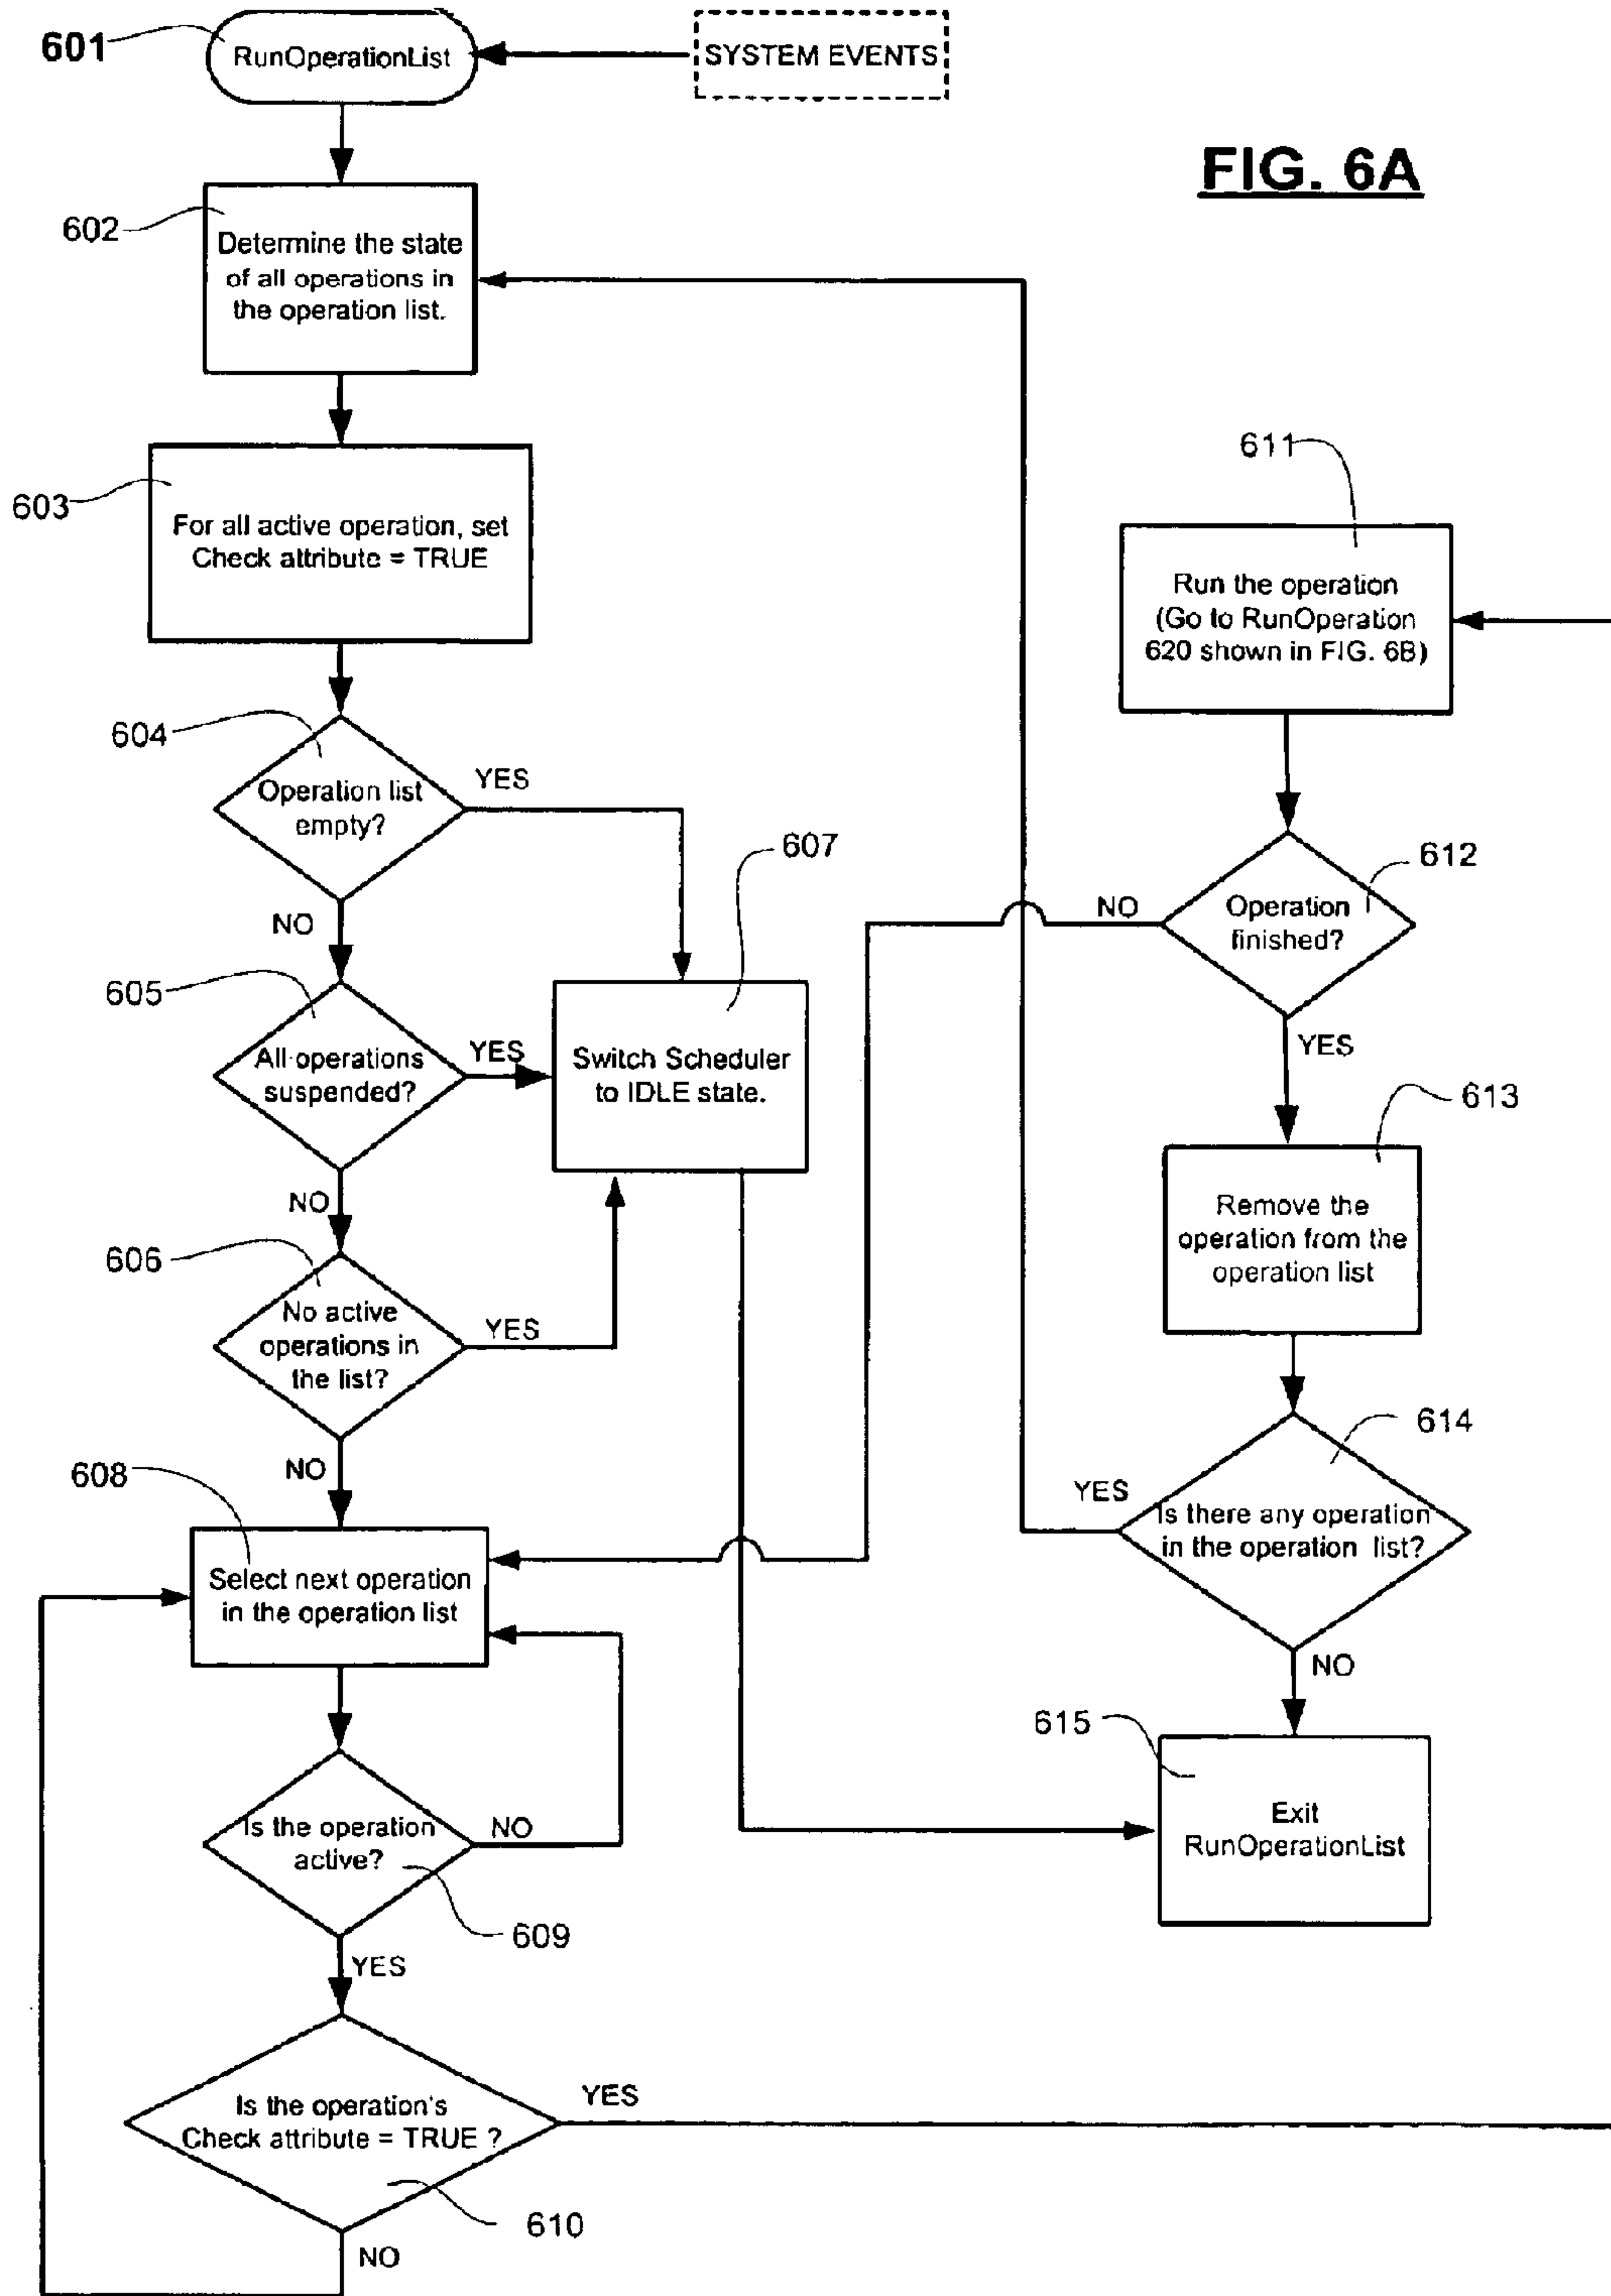 601
RunOperationList
SYSTEM EVENTS
FIG. 6A
602
Determine the state
of all operations in
the operation list.
603
For all active operation, set
Check attribute = TRUE
604
Operation list
empty?
YES
NO
605
All operations
suspended?
YES
NO
606
No active
operations in
the list?
YES
NO
607
Switch Scheduler
to IDLE state.
608
Select next operation
in the operation list
Is the operation
active?
NO
609
YES
Is the operation's
Check attribute = TRUE ?
YES
610
NO
611
Run the operation
(Go to RunOperation
620 shown in FIG. 6B)
612
Operation
finished?
NO
YES
613
Remove the
operation from the
operation list
614
Is there any operation
in the operation list?
YES
NO
615
Exit
RunOperationList